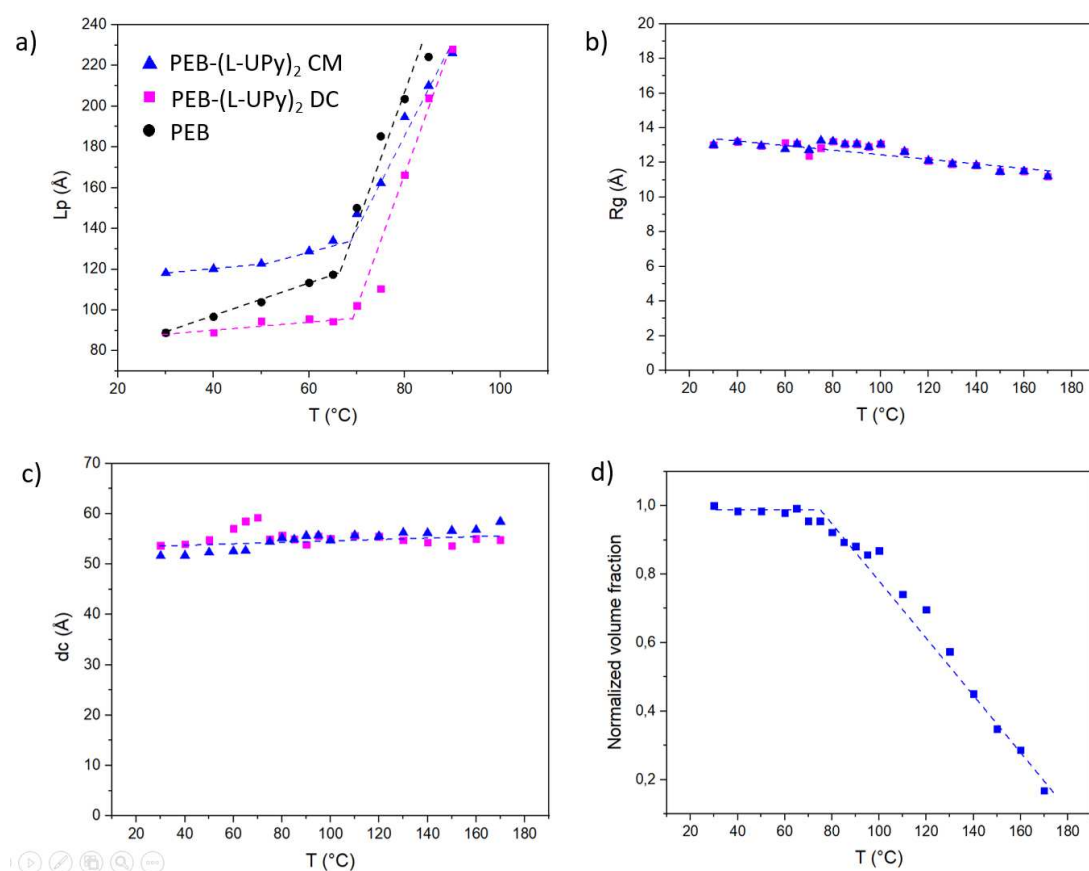 a)
240
220
200
180
160
140
120
100
80
Lp (Å)
PEB-(L-UPy)₂ CM
PEB-(L-UPy)₂ DC
PEB
20 40 60 80 100
T (°C)
b)
20
18
16
14
12
10
8
6
4
2
0
Rg (Å)
20 40 60 80 100 120 140 160 180
T (°C)
c)
70
60
50
40
30
20
10
0
dc (Å)
20 40 60 80 100 120 140 160 180
T (°C)
d)
1,0
0,8
0,6
0,4
0,2
Normalized volume fraction
20 40 60 80 100 120 140 160 180
T (°C)